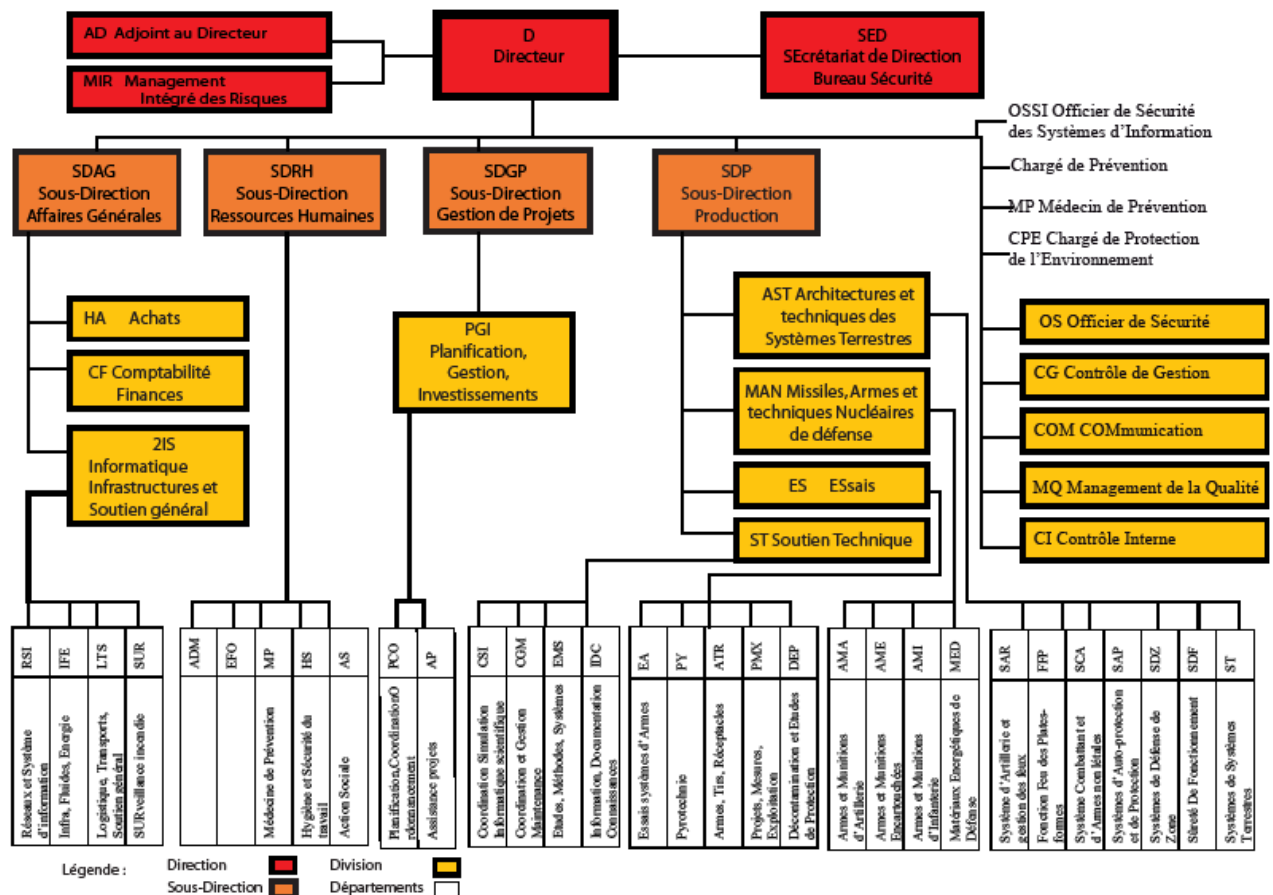 AD Adjoint au Directeur
MIR Management
Intégré des Risques
D
Directeur
SED
SEcrétariat de Direction
Bureau Sécurité
OSSI Officier de Sécurité
des Systèmes d'Information
Chargé de Prévention
MP Médecin de Prévention
CPE Chargé de Protection
de l'Environnement
SDAG
Sous-Direction
Affaires Générales
SDRH
Sous-Direction
Ressources Humaines
SDGP
Sous-Direction
Gestion de Projets
SDP
Sous-Direction
Production
HA Achats
CF Comptabilité
Finances
2IS
Informatique
Infrastructures et
Soutien général
PGI
Planification,
Gestion,
Investissements
AST Architectures et
techniques des
Systèmes Terrestres
MAN Missiles, Armes et
techniques Nucléaires
de défense
ES ESsais
ST Soutien Technique
OS Officier de Sécurité
CG Contrôle de Gestion
COM COMmunication
MQ Management de la Qualité
CI Contrôle Interne
RSI
Réseaux et Système
d'information
IFE
Infra, Fluides, Energie
LTS
Logistique, Transports,
Soutien général
SUR
SURveillance incendie
ADM
EFO
MP
Médecine de Prévention
HS
Hygiène et Sécurité du
travail
AS
Action Sociale
PCO
Planification,CoordinationO
rdonnancement
AP
Assistance projets
CSI
Coordination Simulation
Informatique scientifique
CGM
Coordination et Gestion
Maintenance
EMS
Etudes, Méthodes, Systèmes
IDC
Information, Documentation
Connaissances
EA
Essais systèmes d'Armes
PY
Pyrotechnie
ATR
Armes, Tirs, Réceptacles
PMX
Projets, Mesures,
Exploitation
DEP
Décontamination et Etudes
de Protection
AMA
Armes et Munitions
d'Artillerie
AME
Armes et Munitions
Encartouchées
AMI
Armes et Munitions
d'Infanterie
MED
Matériaux Energétiques de
Défense
SAR
Système d'Artillerie et
gestion des feux
FFP
Fonction Feu des Plates-
formes
SCA
Système Combattant et
d'Armes non létales
SAP
Systèmes d'Auto-protection
et de Protection
SDZ
Systèmes de Défense de
Zone
SDF
Sûreté De Fonctionnement
ST
Systèmes de Systèmes
Terrestres
Légende :
Direction
Division
Sous-Direction
Départements